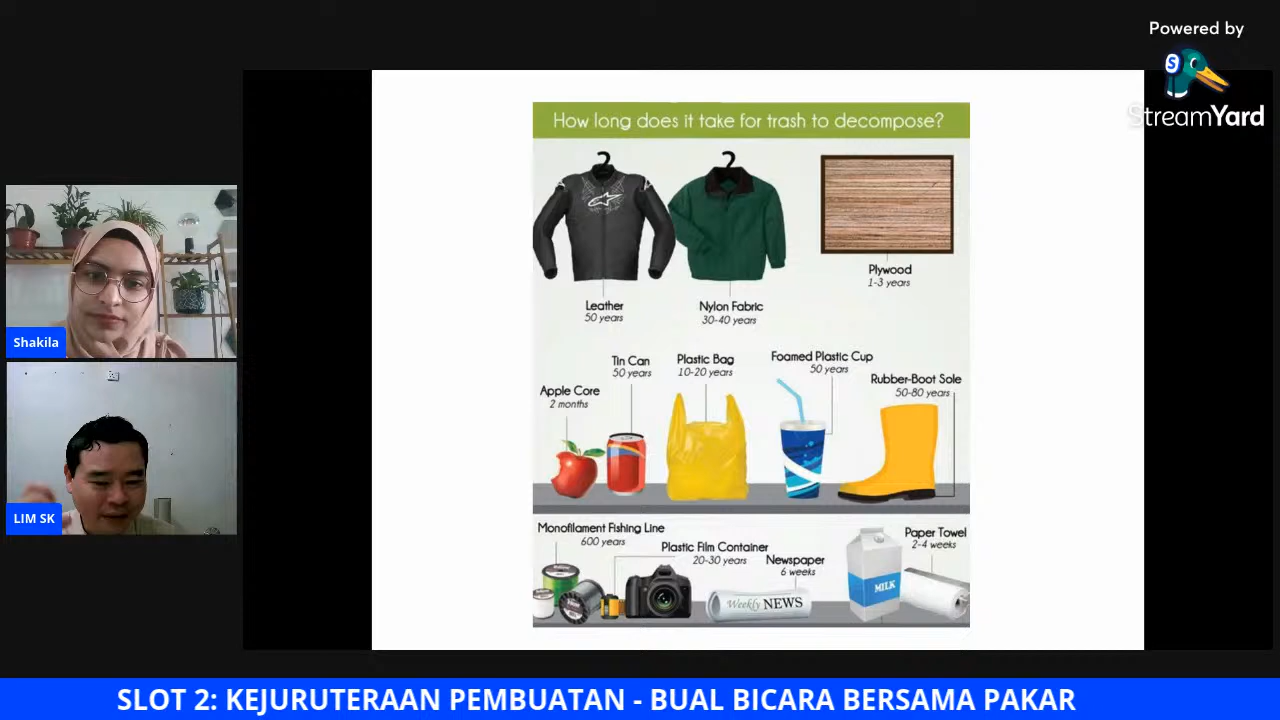 Powered by
StreamYard
How long does it take for trash to decompose?
Leather
50 years
Nylon Fabric
30-40 years
Plywood
1-3 years
Apple Core
2 months
Tin Can
50 years
Plastic Bag
10-20 years
Foamed Plastic Cup
50 years
Rubber-Boot Sole
50-80 years
Monofilament Fishing Line
600 years
Plastic Film Container
20-30 years
Newspaper
6 weeks
Paper Towel
2-4 weeks
Weekly NEWS
MILK
Shakila
LIM SK
SLOT 2: KEJURUTERAAN PEMBUATAN - BUAL BICARA BERSAMA PAKAR